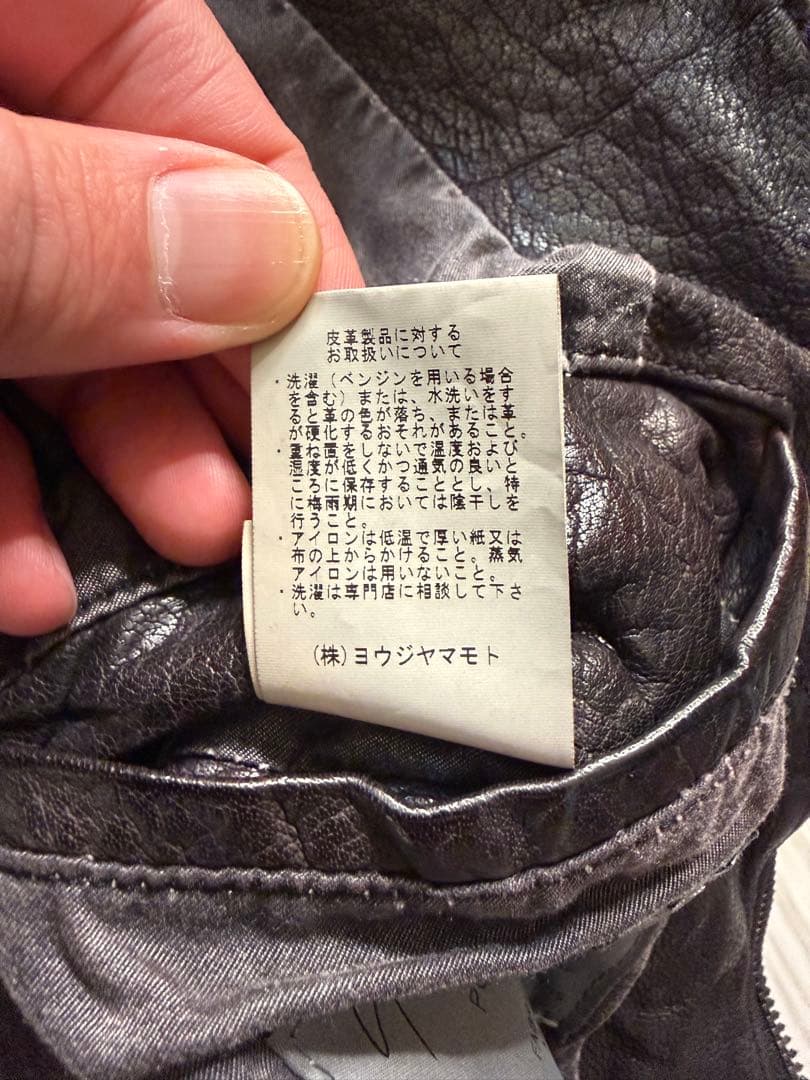 皮革製品に対する
お取扱いについて
・洗濯（ベンジンを用いる場合
を含む）または、水洗いをす
ると革の色が落ち、または革
が硬化するおそれがあること。
・重ね置をしないで温度および
湿度が低くかつ通気の良いと
ころに保存することとし、特
に梅雨期においては陰干しを
行うこと。
・アイロンは低温で厚い紙又は
布の上からかけること。蒸気
アイロンは用いないこと。
・洗濯は専門店に相談して下さ
い。
(株)ヨウジヤマモト